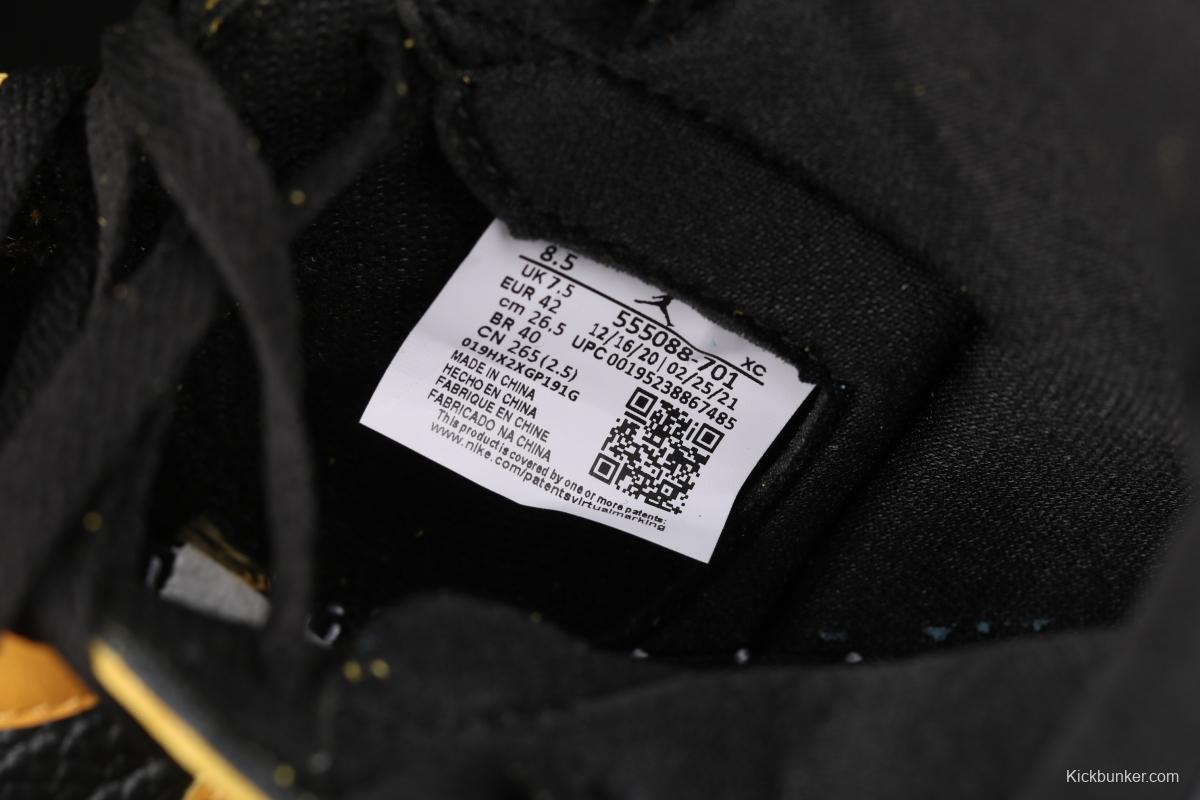 8.5
UK 7.5
EUR 42
cm 26.5
BR 40
CN 265(2.5)
019HX2XGP191G
XC
555088-701
12/16/20|02/25/21
UPC00195238867485
MADE IN CHINA
HECHO EN CHINA
FABRIQUE EN CHINE
FABRICADO NA CHINA
This product is covered by one or more patents:
www.nike.com/patentsvirtualmarking
Kickbunker.com